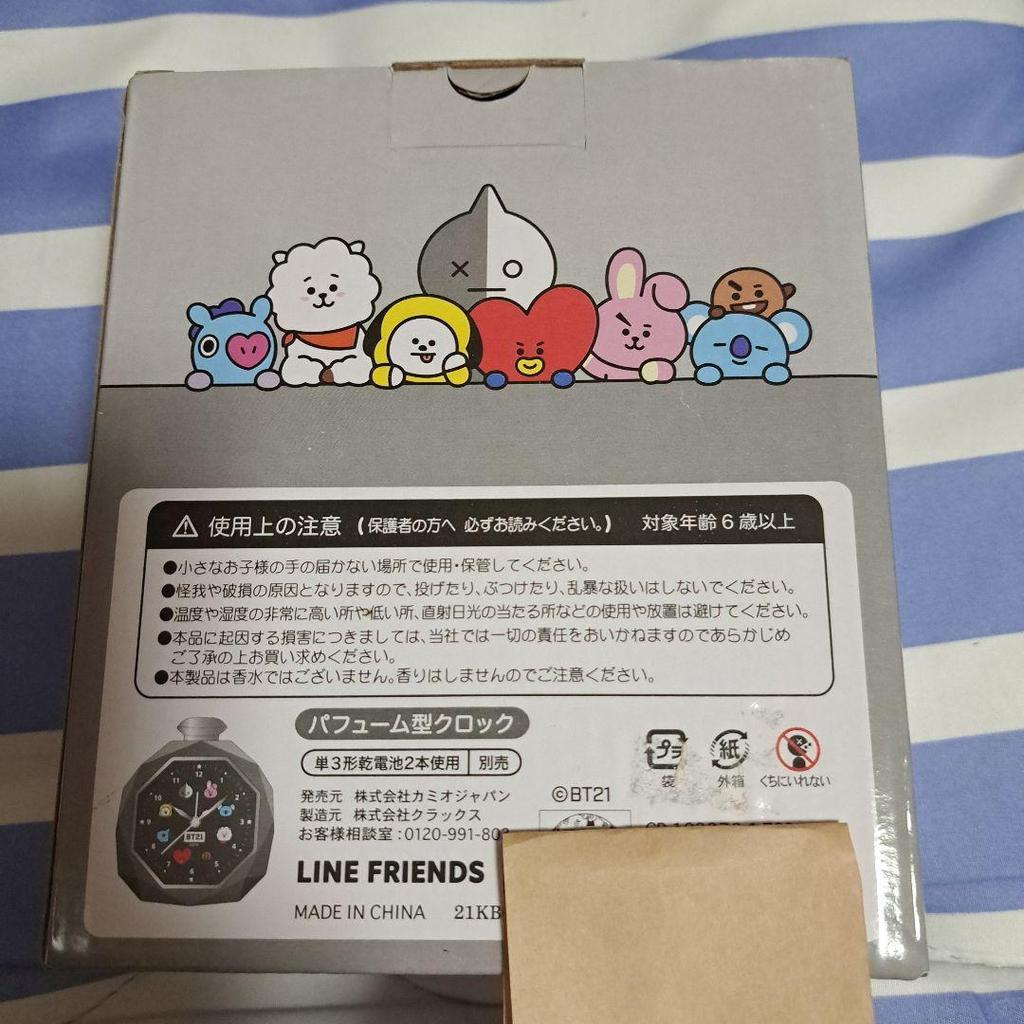 使用上の注意 (保護者の方へ 必ずお読みください。) 対象年齢6歳以上
●小さなお子様の手の届かない場所で使用・保管してください。
●怪我や破損の原因となりますので、投げたり、ぶつけたり、乱暴な扱いはしないでください。
●温度や湿度の非常に高い所や低い所、直射日光の当たる所などの使用や放置は避けてください。
●本品に起因する損害につきましては、当社では一切の責任をおいかねますのであらかじめ
ご了承の上お買い求めください。
●本製品は香水ではございません。香りはしませんのでご注意ください。
パフューム型クロック
単3形乾電池2本使用 別売
発売元 株式会社カミオジャパン
製造元 株式会社クラックス
お客様相談室:0120-991-80
LINE FRIENDS
MADE IN CHINA 21KB
©BT21
プラ
袋
紙
外箱
くちにいれない
12
1
2
3
4
5
6
7
8
9
10
11
BT21